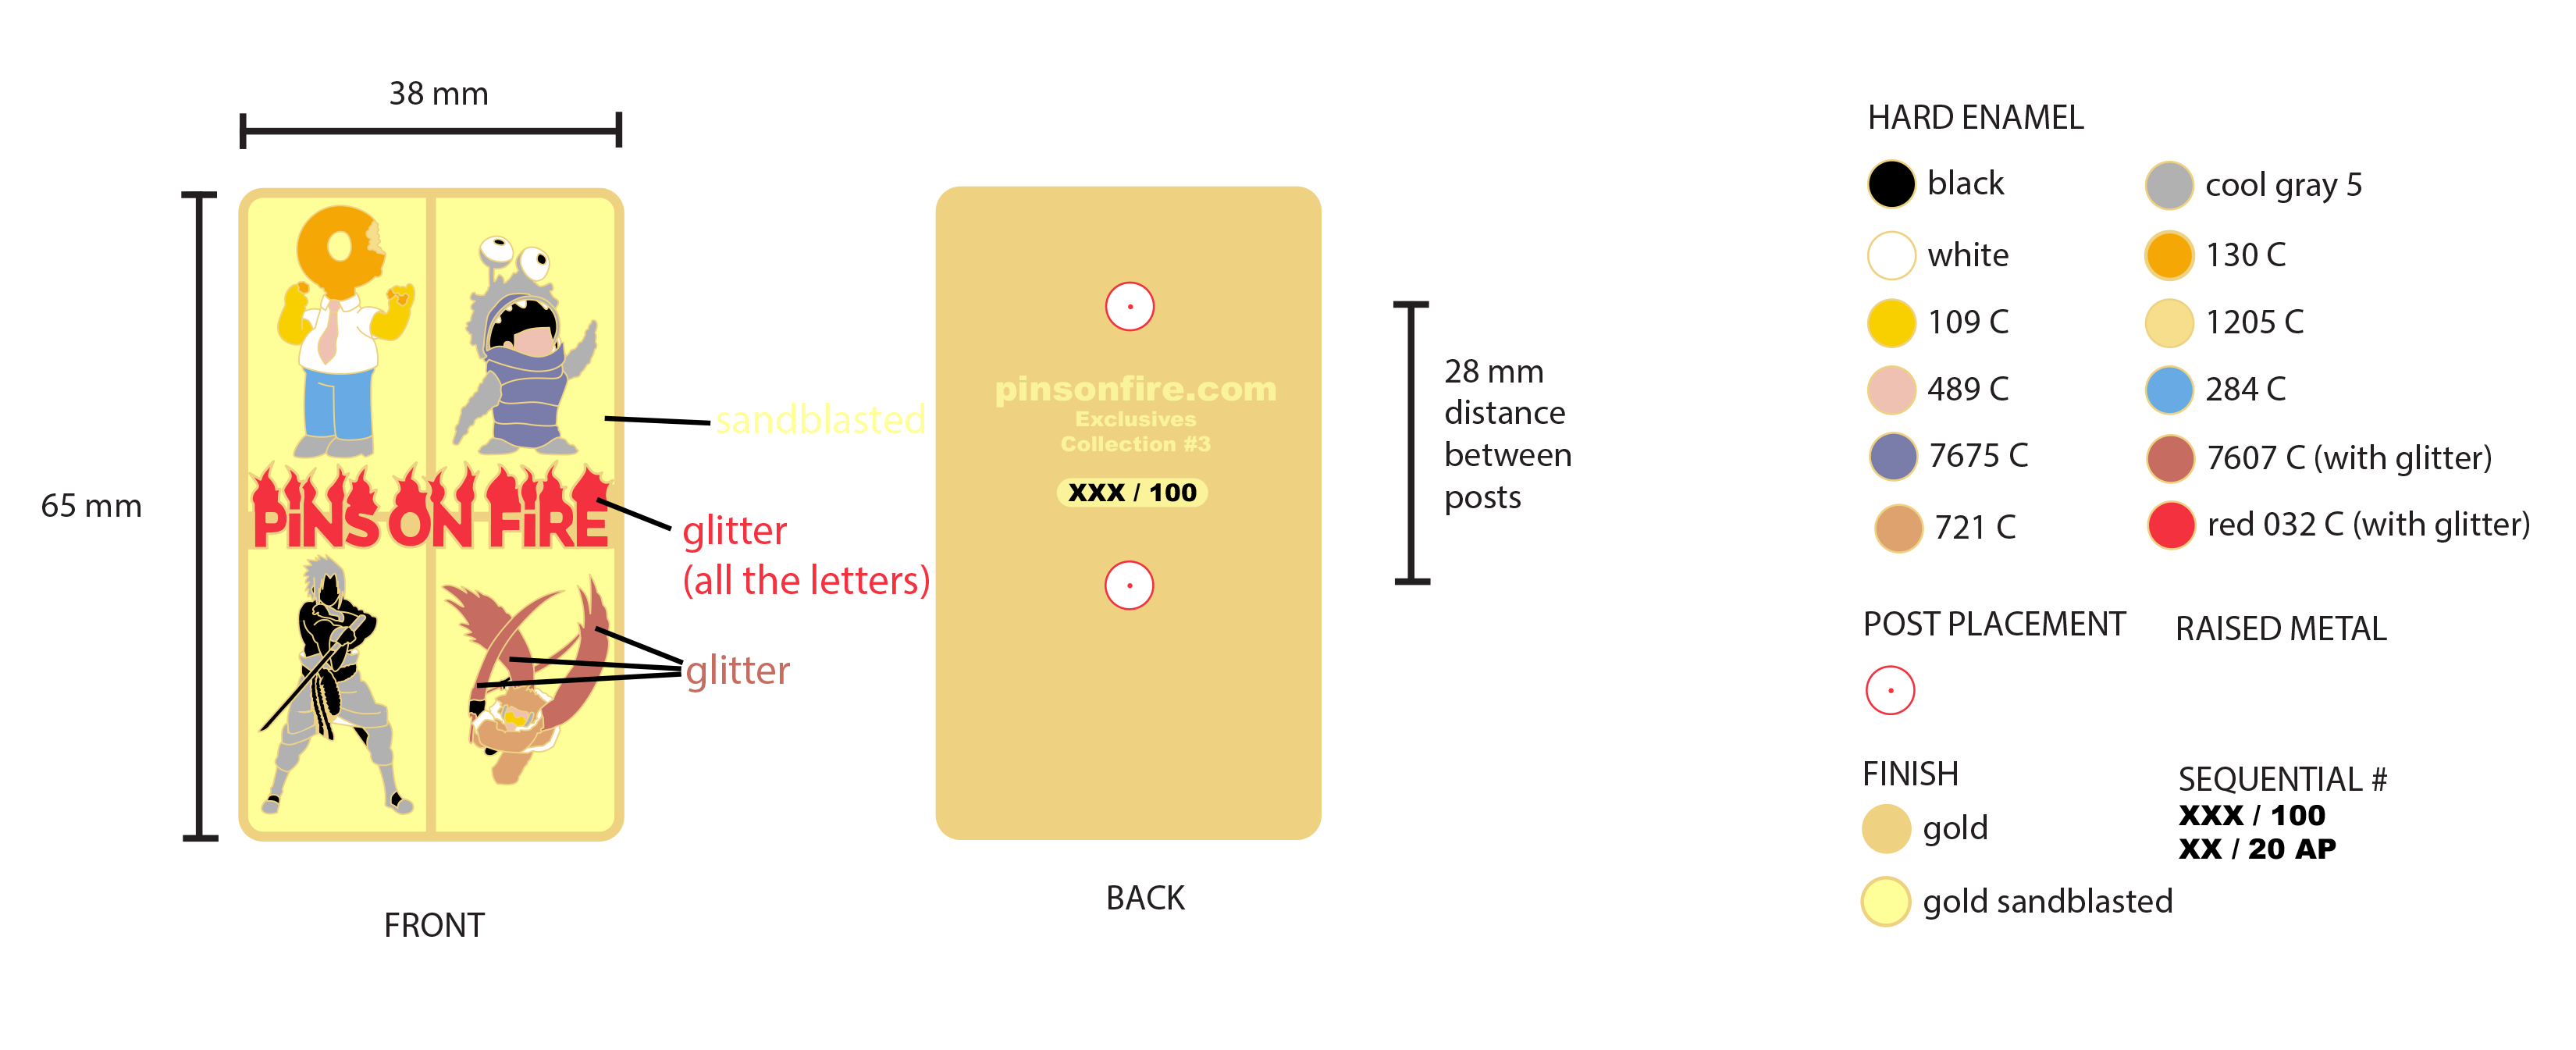 38 mm
65 mm
PiNS ON FiRE
sandblasted
glitter
(all the letters)
glitter
FRONT
pinsonfire.com
Exclusives
Collection #3
XXX / 100
BACK
28 mm
distance
between
posts
HARD ENAMEL
black
cool gray 5
white
130 C
109 C
1205 C
489 C
284 C
7675 C
7607 C (with glitter)
721 C
red 032 C (with glitter)
POST PLACEMENT
RAISED METAL
FINISH
gold
gold sandblasted
SEQUENTIAL #
XXX / 100
XX / 20 AP